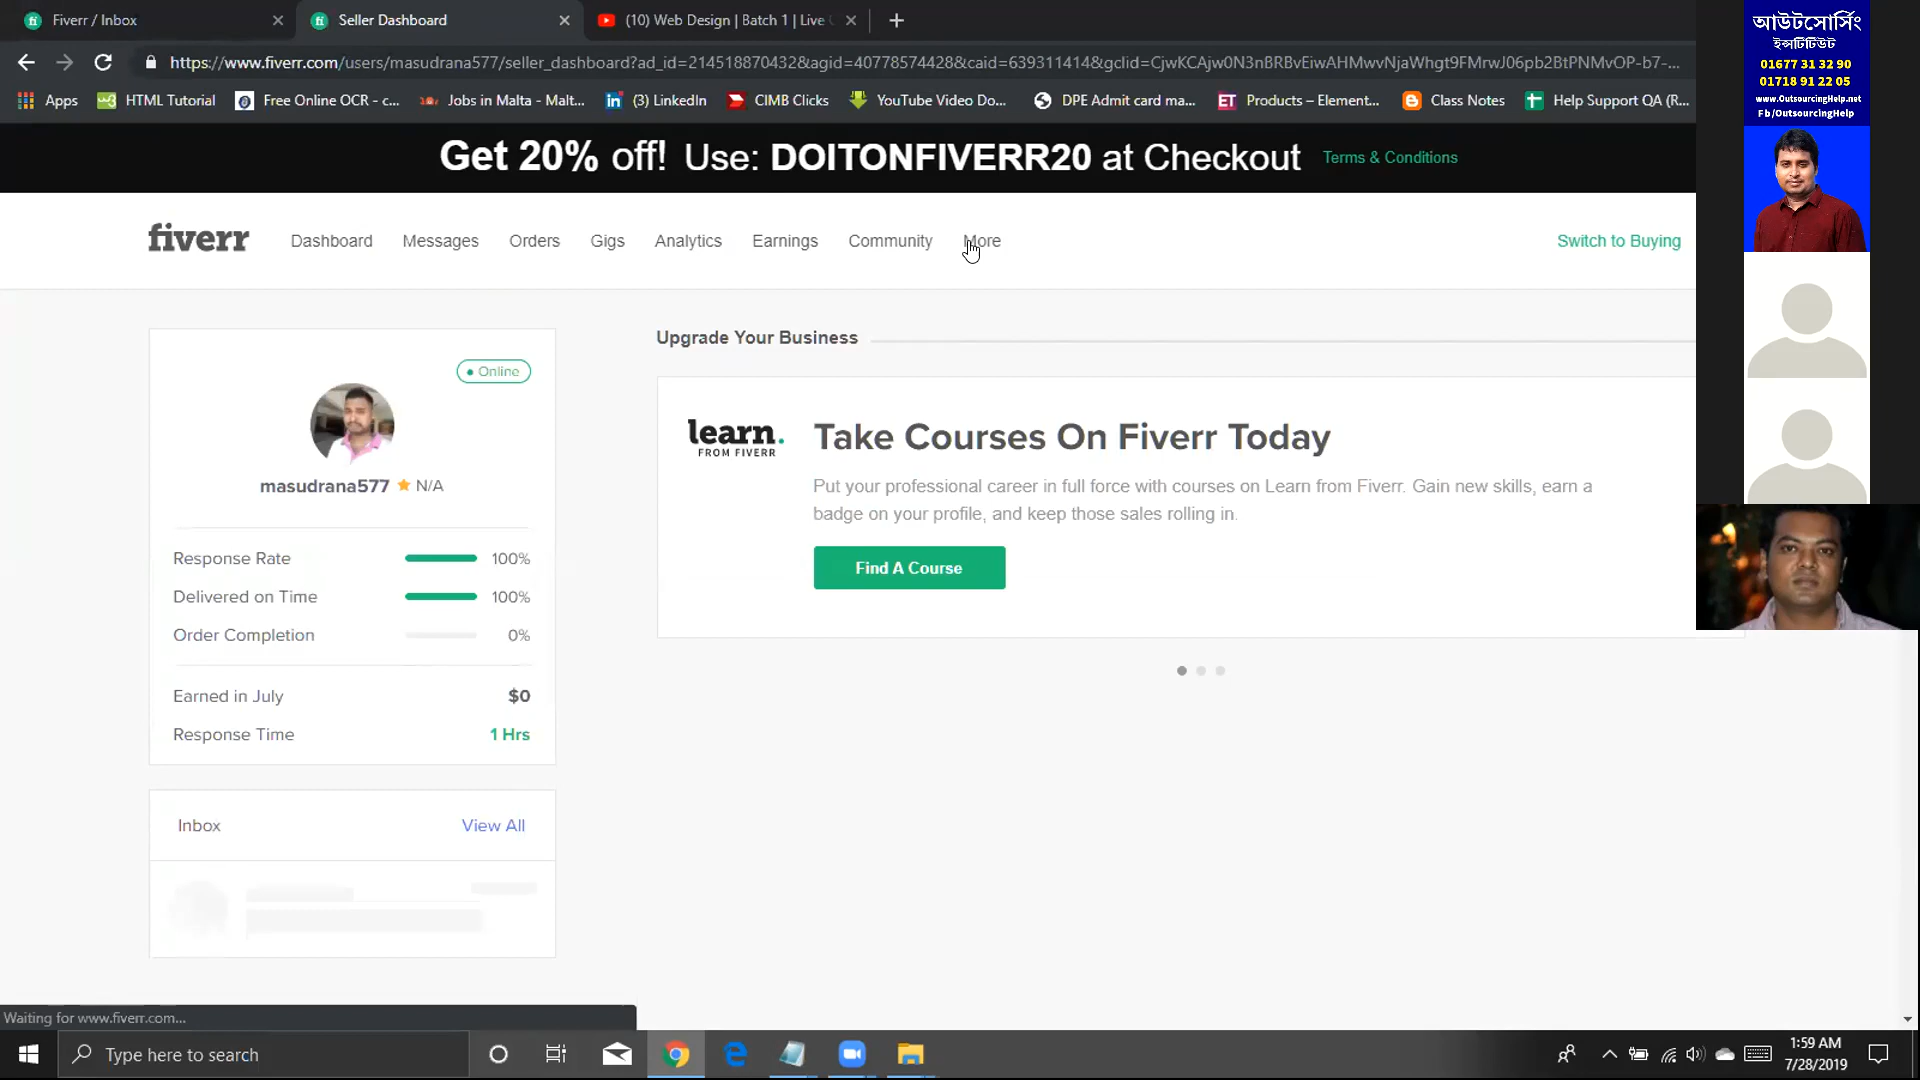 Fiverr / Inbox
Seller Dashboard
(10) Web Design | Batch 1 | Live
https://www.fiverr.com/users/masudrana577/seller_dashboard?ad_id=214518870432&agid=40778574428&caid=639311414&gclid=CjwKCAjw0N3nBRBvEiwAHMwvNjaWhgt9FMrwJ06pb2BtPNMvOP-b7-...
Apps
HTML Tutorial
Free Online OCR - c...
Jobs in Malta - Malt...
(3) LinkedIn
CIMB Clicks
YouTube Video Do...
DPE Admit card ma...
Products – Element...
Class Notes
Help Support QA (R...
আউটসোর্সিং
ইন্সটিটিউট
01677 31 32 90
01718 91 22 05
www.OutsourcingHelp.net
Fb/OutsourcingHelp
Get 20% off! Use: DOITONFIVERR20 at Checkout Terms & Conditions
fiverr
Dashboard
Messages
Orders
Gigs
Analytics
Earnings
Community
More
Switch to Buying
Online
masudrana577 ★ N/A
Response Rate 100%
Delivered on Time 100%
Order Completion 0%
Earned in July $0
Response Time 1 Hrs
Inbox View All
Upgrade Your Business
learn.
FROM FIVERR
Take Courses On Fiverr Today
Put your professional career in full force with courses on Learn from Fiverr. Gain new skills, earn a
badge on your profile, and keep those sales rolling in.
Find A Course
Waiting for www.fiverr.com...
Type here to search
1:59 AM
7/28/2019